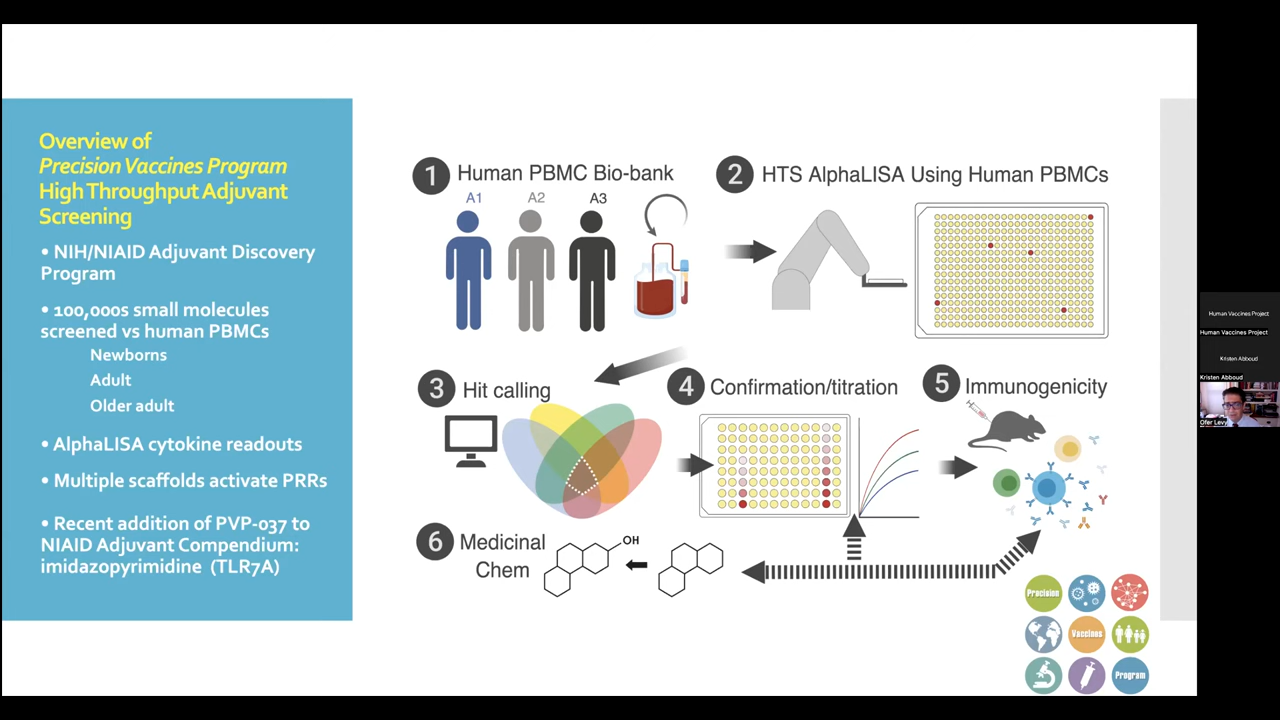 Overview of
Precision Vaccines Program
High Throughput Adjuvant
Screening
• NIH/NIAID Adjuvant Discovery
Program
• 100,000s small molecules
screened vs human PBMCs
Newborns
Adult
Older adult
• AlphaLISA cytokine readouts
• Multiple scaffolds activate PRRs
• Recent addition of PVP-037 to
NIAID Adjuvant Compendium:
imidazopyrimidine (TLR7A)
1 Human PBMC Bio-bank
A1 A2 A3
2 HTS AlphaLISA Using Human PBMCs
3 Hit calling
4 Confirmation/titration
5 Immunogenicity
6 Medicinal
Chem
OH
Precision
Vaccines
Program
Human Vaccines Project
Human Vaccines Project
Kristen Abboud
Kristen Abboud
Ofer Levy